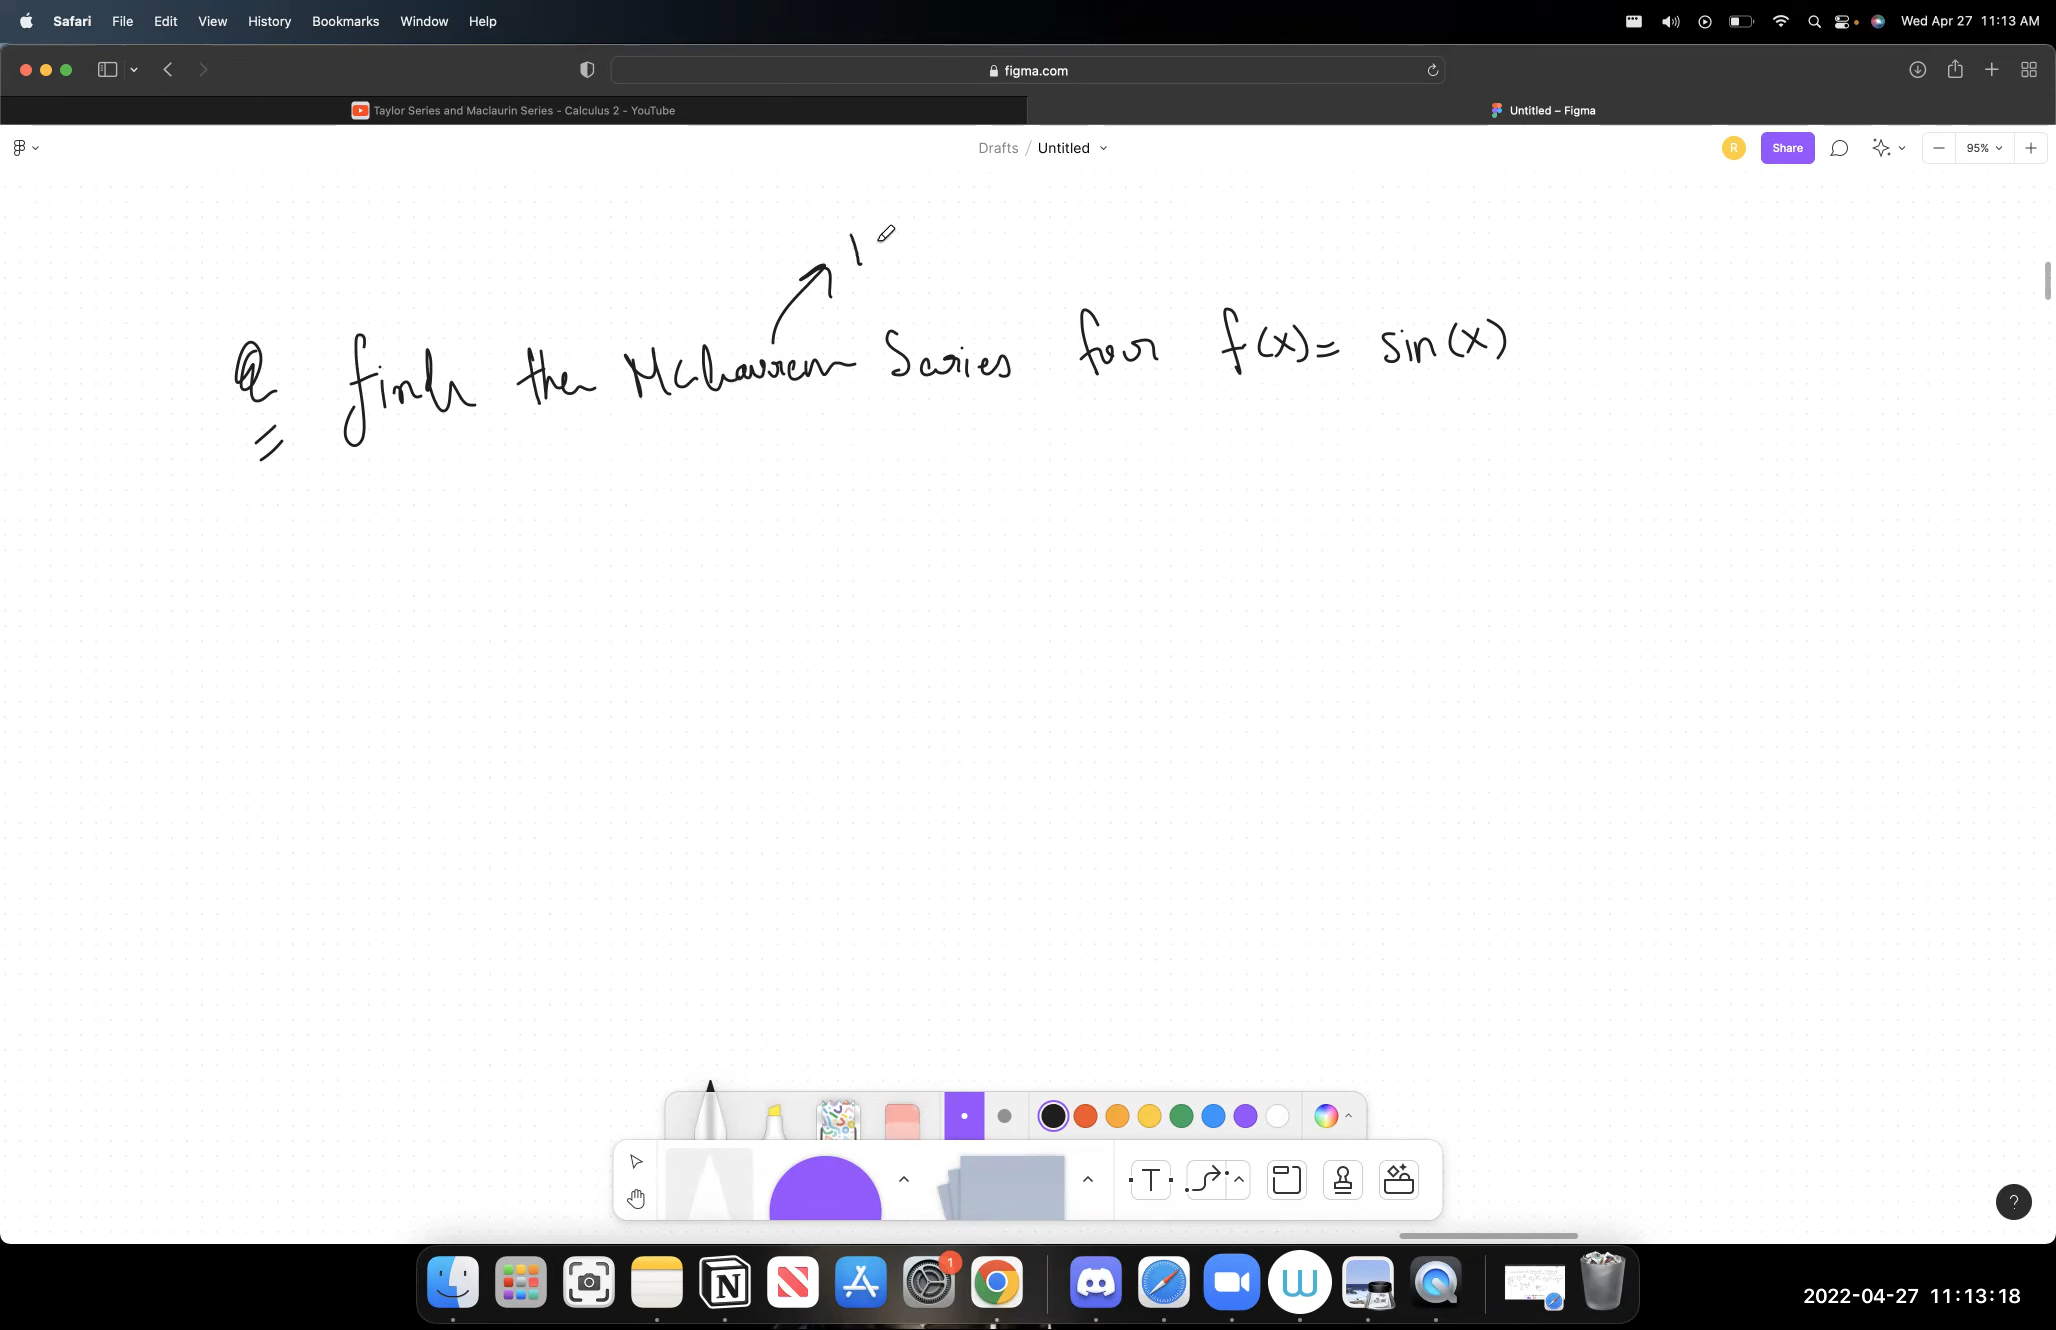 Safari File Edit View History Bookmarks Window Help Wed Apr 27 11:13 AM
figma.com
Taylor Series and Maclaurin Series - Calculus 2 - YouTube Untitled – Figma
Drafts / Untitled R Share 95%
Q find the Series for f(x) = sin(x)
T
?
1
2022-04-27 11:13:18